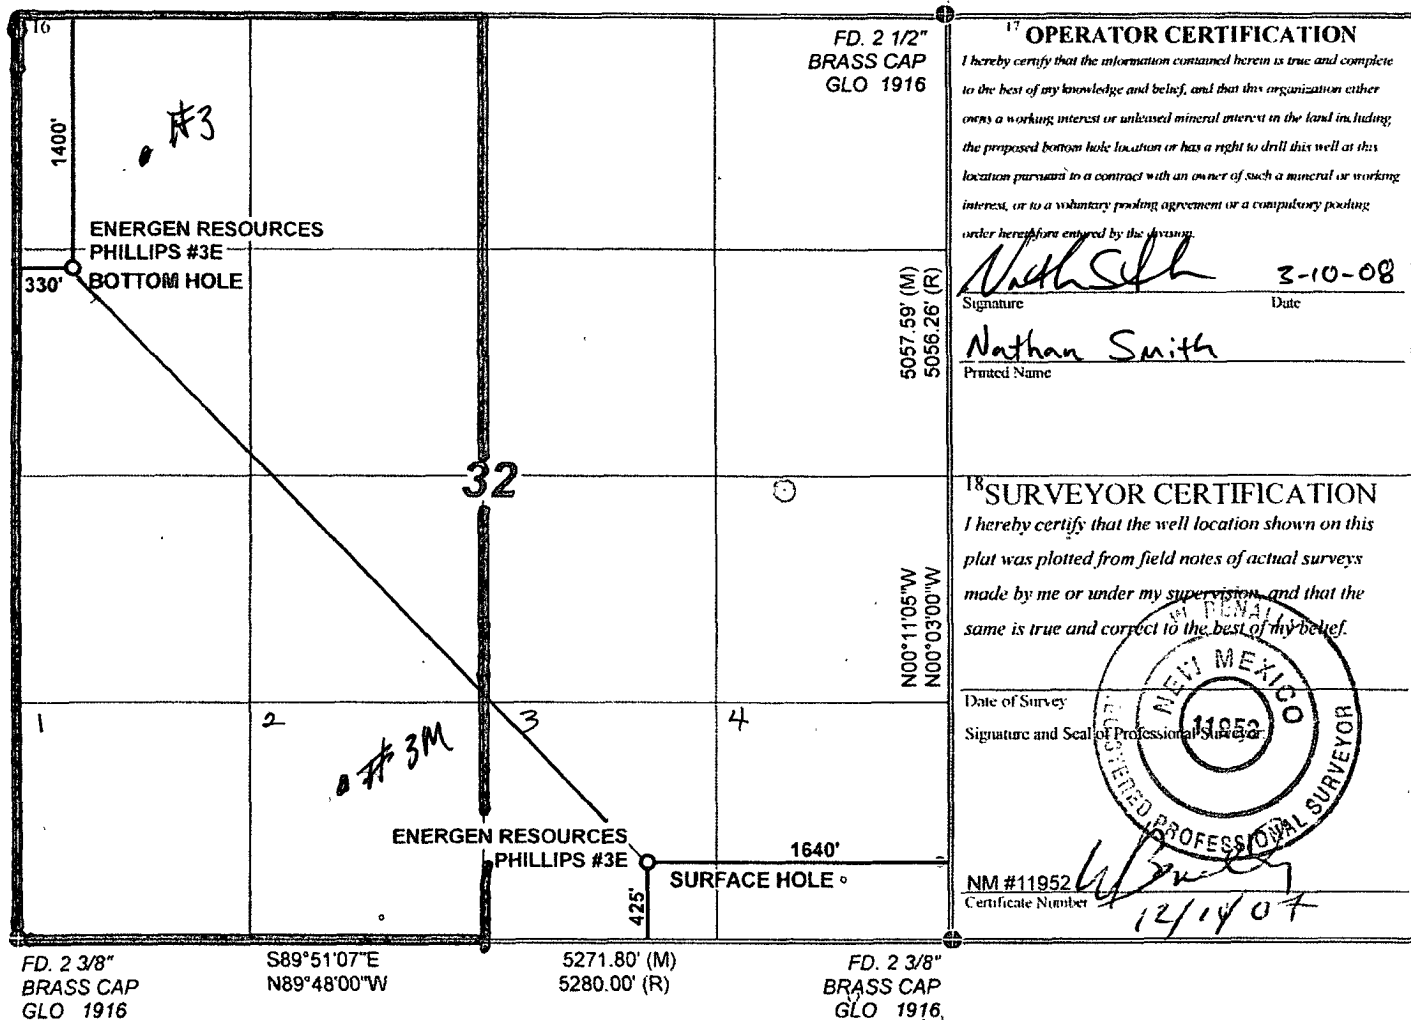 16
1400'
#3
ENERGEN RESOURCES
PHILLIPS #3E
BOTTOM HOLE
330'
FD. 2 1/2"
BRASS CAP
GLO 1916
5057.59' (M)
5056.26' (R)
32
N00°11'05"W
N00°03'00"W
1
2
3
4
#3M
ENERGEN RESOURCES
PHILLIPS #3E
1640'
SURFACE HOLE
425'
FD. 2 3/8"
BRASS CAP
GLO 1916
S89°51'07"E
N89°48'00"W
5271.80' (M)
5280.00' (R)
FD. 2 3/8"
BRASS CAP
GLO 1916
17 OPERATOR CERTIFICATION
I hereby certify that the information contained herein is true and complete
to the best of my knowledge and belief, and that this organization either
owns a working interest or unleased mineral interest in the land including
the proposed bottom hole location or has a right to drill this well at this
location pursuant to a contract with an owner of such a mineral or working
interest, or to a voluntary pooling agreement or a compulsory pooling
order heretofore entered by the division.
3-10-08
Signature Date
Nathan Smith
Printed Name
18 SURVEYOR CERTIFICATION
I hereby certify that the well location shown on this
plat was plotted from field notes of actual surveys
made by me or under my supervision, and that the
same is true and correct to the best of my belief.
Date of Survey
Signature and Seal of Professional Surveyor:
NEW MEXICO
11952
PROFESSIONAL SURVEYOR
NM #11952
Certificate Number
12/14/07